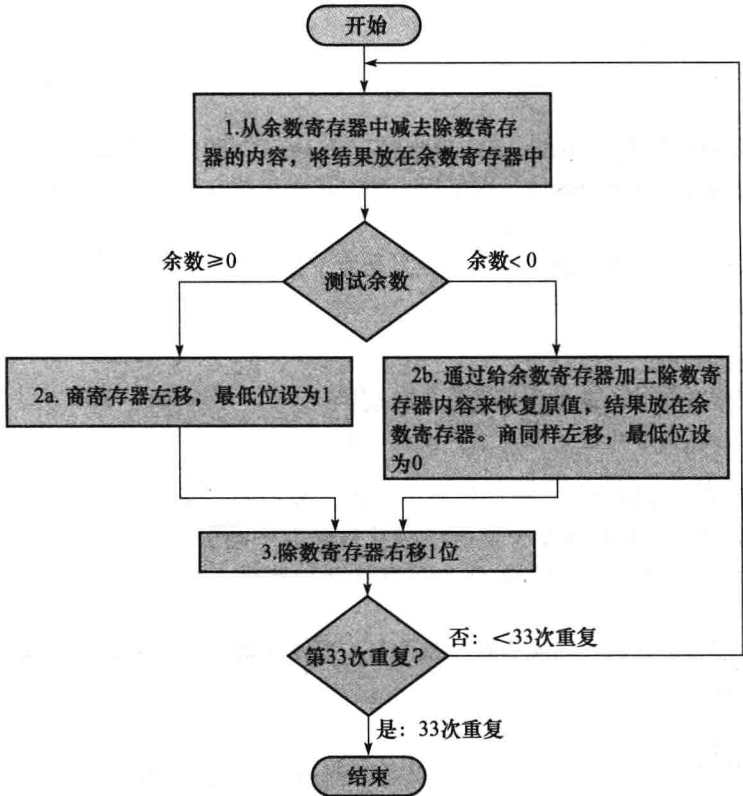 开始
1.从余数寄存器中减去除数寄存
器的内容，将结果放在余数寄存器中
余数≥0
余数<0
测试余数
2a. 商寄存器左移，最低位设为1
2b. 通过给余数寄存器加上除数寄
存器内容来恢复原值，结果放在余
数寄存器。商同样左移，最低位设
为0
3.除数寄存器右移1位
第33次重复？
否：<33次重复
是：33次重复
结束